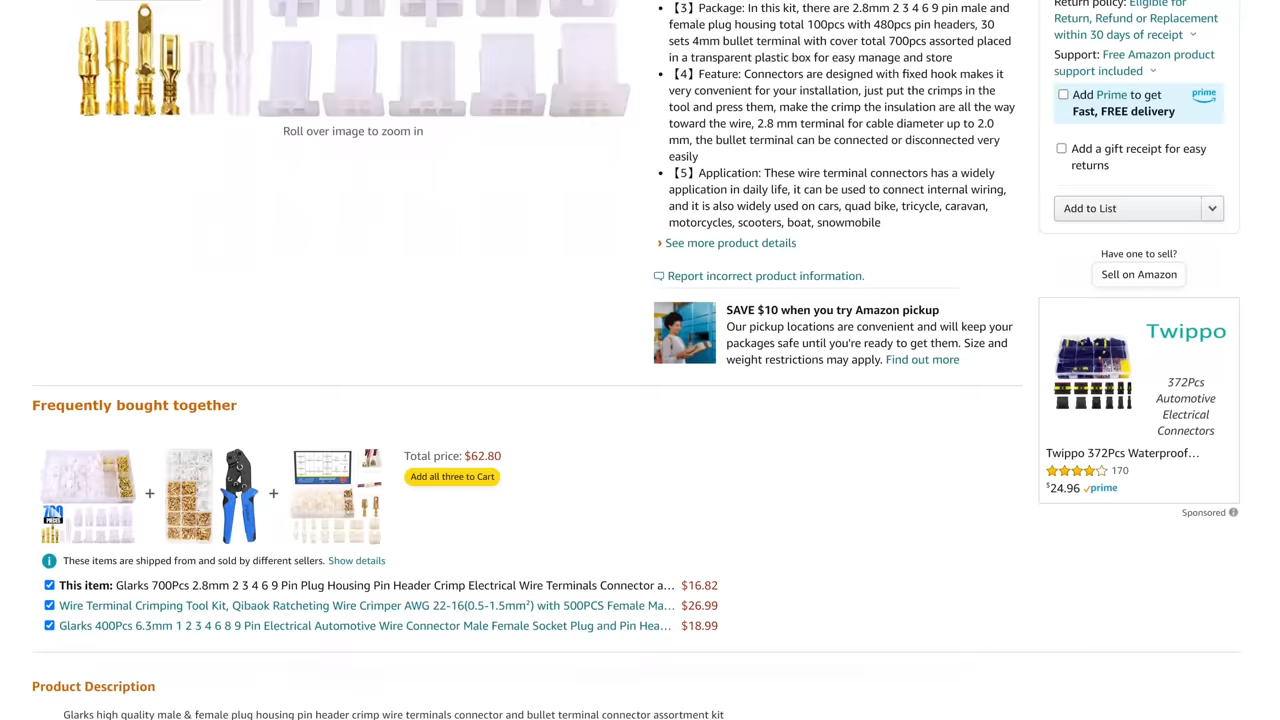 Roll over image to zoom in
【3】Package: In this kit, there are 2.8mm 2 3 4 6 9 pin male and
female plug housing total 100pcs with 480pcs pin headers, 30
sets 4mm bullet terminal with cover total 700pcs assorted placed
in a transparent plastic box for easy manage and store
【4】Feature: Connectors are designed with fixed hook makes it
very convenient for your installation, just put the crimps in the
tool and press them, make the crimp the insulation are all the way
toward the wire, 2.8 mm terminal for cable diameter up to 2.0
mm, the bullet terminal can be connected or disconnected very
easily
【5】Application: These wire terminal connectors has a widely
application in daily life, it can be used to connect internal wiring,
and it is also widely used on cars, quad bike, tricycle, caravan,
motorcycles, scooters, boat, snowmobile
› See more product details
Report incorrect product information.
SAVE $10 when you try Amazon pickup
Our pickup locations are convenient and will keep your
packages safe until you're ready to get them. Size and
weight restrictions may apply. Find out more
Return policy: Eligible for
Return, Refund or Replacement
within 30 days of receipt
Support: Free Amazon product
support included
Add Prime to get
Fast, FREE delivery
prime
Add a gift receipt for easy
returns
Add to List
Have one to sell?
Sell on Amazon
Twippo
372Pcs
Automotive
Electrical
Connectors
Twippo 372Pcs Waterproof…
170
$24.96 prime
Sponsored
Frequently bought together
700
PIECES
+
+
Total price: $62.80
Add all three to Cart
These items are shipped from and sold by different sellers. Show details
This item: Glarks 700Pcs 2.8mm 2 3 4 6 9 Pin Plug Housing Pin Header Crimp Electrical Wire Terminals Connector a… $16.82
Wire Terminal Crimping Tool Kit, Qibaok Ratcheting Wire Crimper AWG 22-16(0.5-1.5mm²) with 500PCS Female Ma… $26.99
Glarks 400Pcs 6.3mm 1 2 3 4 6 8 9 Pin Electrical Automotive Wire Connector Male Female Socket Plug and Pin Hea… $18.99
Product Description
Glarks high quality male & female plug housing pin header crimp wire terminals connector and bullet terminal connector assortment kit